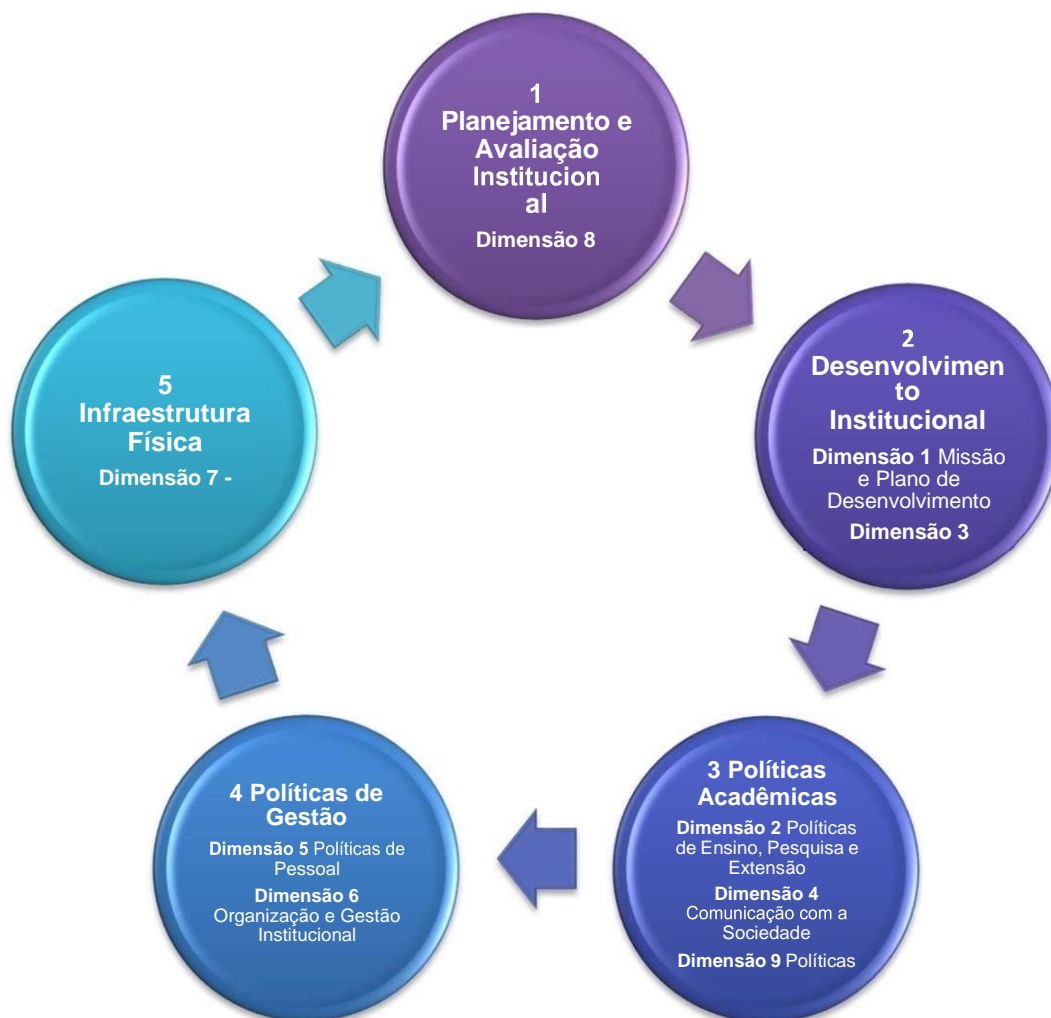 1
Planejamento e
Avaliação
Institucion
al
Dimensão 8
2
Desenvolvimen
to
Institucional
Dimensão 1 Missão
e Plano de
Desenvolvimento
Dimensão 3
3 Políticas
Acadêmicas
Dimensão 2 Políticas
de Ensino, Pesquisa e
Extensão
Dimensão 4
Comunicação com a
Sociedade
Dimensão 9 Políticas
4 Políticas de
Gestão
Dimensão 5 Políticas de
Pessoal
Dimensão 6
Organização e Gestão
Institucional
5
Infraestrutura
Física
Dimensão 7 -